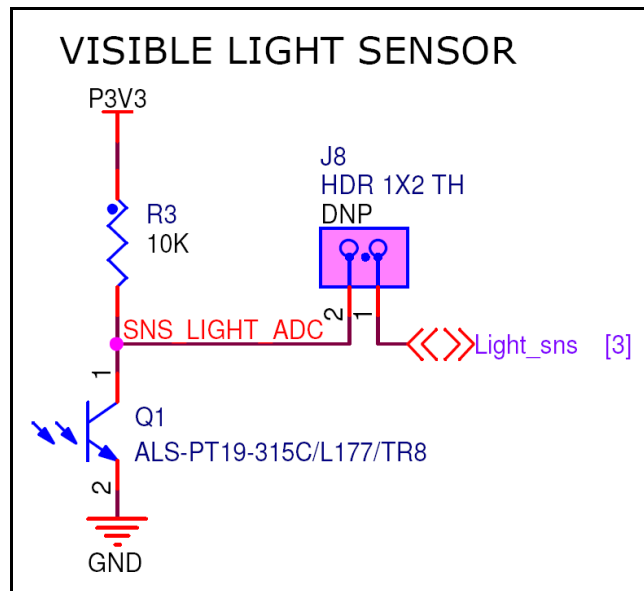 VISIBLE LIGHT SENSOR
P3V3
J8
HDR 1X2 TH
DNP
R3
10K
2
1
SNS_LIGHT_ADC
Light_sns [3]
1
Q1
ALS-PT19-315C/L177/TR8
2
GND